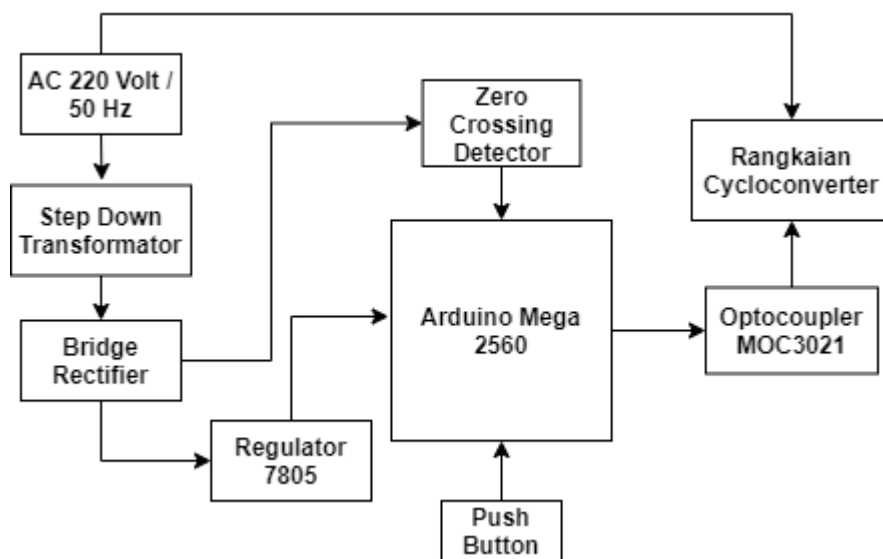 AC 220 Volt /
50 Hz
Zero
Crossing
Detector
Rangkaian
Cycloconverter
Step Down
Transformator
Arduino Mega
2560
Optocoupler
MOC3021
Bridge
Rectifier
Regulator
7805
Push
Button